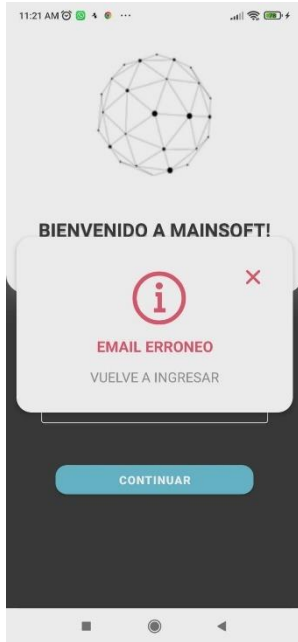 11:21 AM
BIENVENIDO A MAINSOFT!
EMAIL ERRONEO
VUELVE A INGRESAR
CONTINUAR